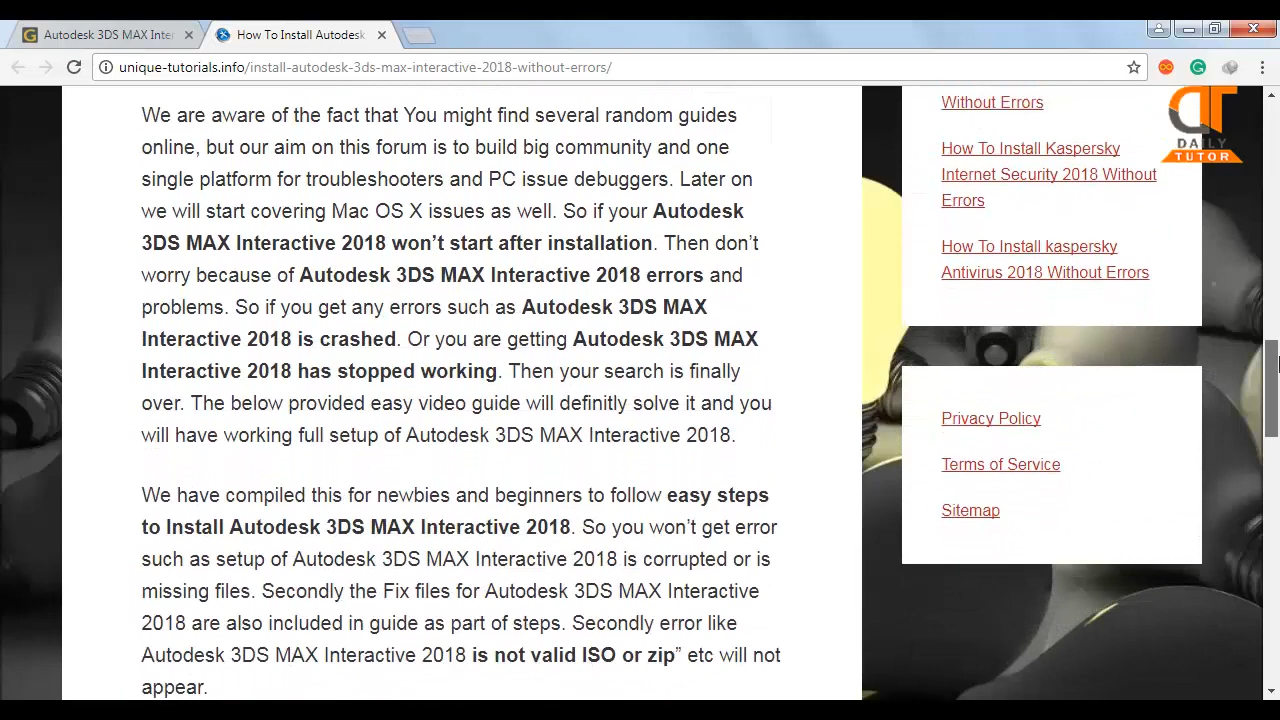 Autodesk 3DS MAX Inter
How To Install Autodesk
unique-tutorials.info/install-autodesk-3ds-max-interactive-2018-without-errors/
We are aware of the fact that You might find several random guides
online, but our aim on this forum is to build big community and one
single platform for troubleshooters and PC issue debuggers. Later on
we will start covering Mac OS X issues as well. So if your Autodesk
3DS MAX Interactive 2018 won’t start after installation. Then don’t
worry because of Autodesk 3DS MAX Interactive 2018 errors and
problems. So if you get any errors such as Autodesk 3DS MAX
Interactive 2018 is crashed. Or you are getting Autodesk 3DS MAX
Interactive 2018 has stopped working. Then your search is finally
over. The below provided easy video guide will definitly solve it and you
will have working full setup of Autodesk 3DS MAX Interactive 2018.
We have compiled this for newbies and beginners to follow easy steps
to Install Autodesk 3DS MAX Interactive 2018. So you won’t get error
such as setup of Autodesk 3DS MAX Interactive 2018 is corrupted or is
missing files. Secondly the Fix files for Autodesk 3DS MAX Interactive
2018 are also included in guide as part of steps. Secondly error like
Autodesk 3DS MAX Interactive 2018 is not valid ISO or zip” etc will not
appear.
Without Errors
How To Install Kaspersky
Internet Security 2018 Without
Errors
How To Install kaspersky
Antivirus 2018 Without Errors
Privacy Policy
Terms of Service
Sitemap
DAILY
TUTOR